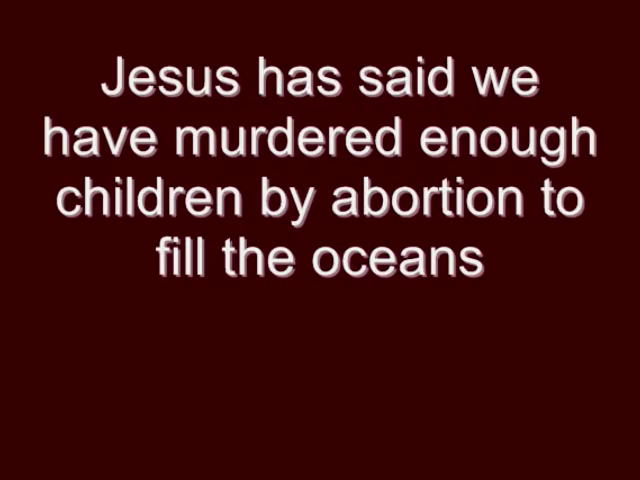 Jesus has said we
have murdered enough
children by abortion to
fill the oceans